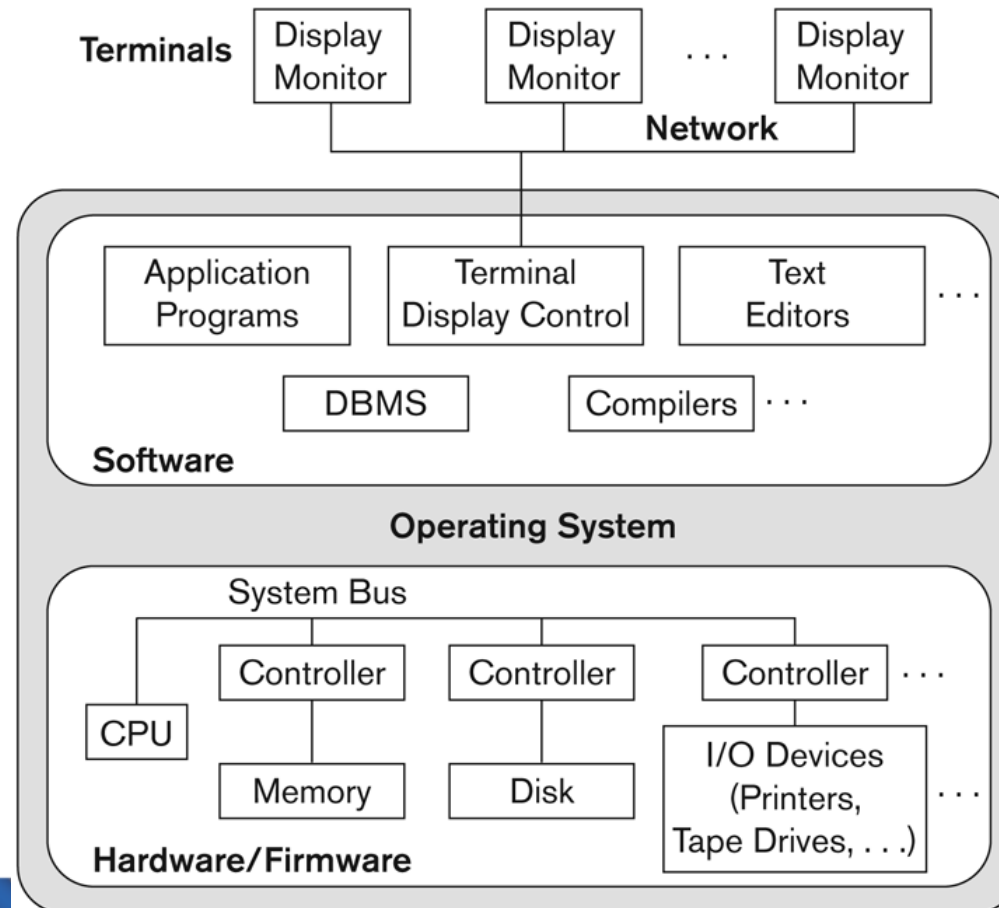 Terminals
Display
Monitor
Display
Monitor
. . .
Display
Monitor
Network
Application
Programs
Terminal
Display Control
Text
Editors
. . .
DBMS
Compilers
. . .
Software
Operating System
System Bus
Controller
Controller
Controller
. . .
CPU
Memory
Disk
I/O Devices
(Printers,
Tape Drives, . . .)
. . .
Hardware/Firmware